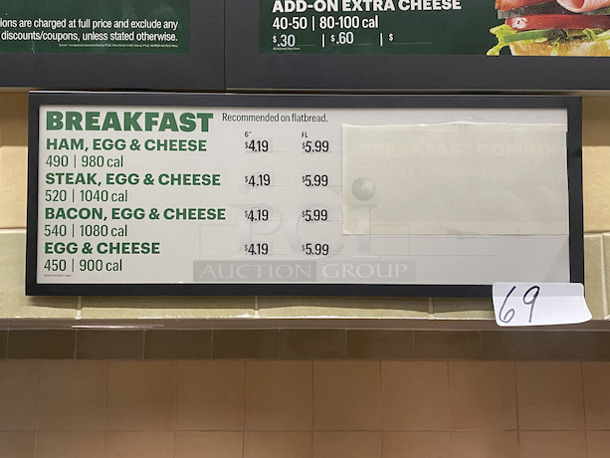 ions are charged at full price and exclude any
discounts/coupons, unless stated otherwise.
ADD-ON EXTRA CHEESE
40-50 | 80-100 cal
$.30 | $.60 | $
BREAKFAST Recommended on flatbread.
6" FL
HAM, EGG & CHEESE $4.19 $5.99
490 | 980 cal
STEAK, EGG & CHEESE $4.19 $5.99
520 | 1040 cal
BACON, EGG & CHEESE $4.19 $5.99
540 | 1080 cal
EGG & CHEESE $4.19 $5.99
450 | 900 cal
BREAKFAST COMBO
PCI
AUCTION GROUP
69